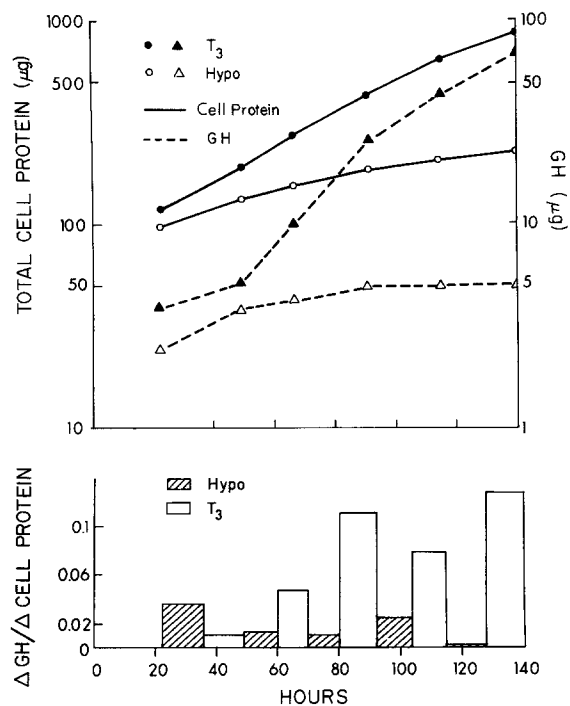 1000
500
100
50
10
TOTAL CELL PROTEIN (μg)
T3
Hypo
Cell Protein
GH
100
50
10
5
1
GH (μg)
Δ GH/Δ CELL PROTEIN
0.1
0.06
0.02
0
Hypo
T3
0 20 40 60 80 100 120 140
HOURS